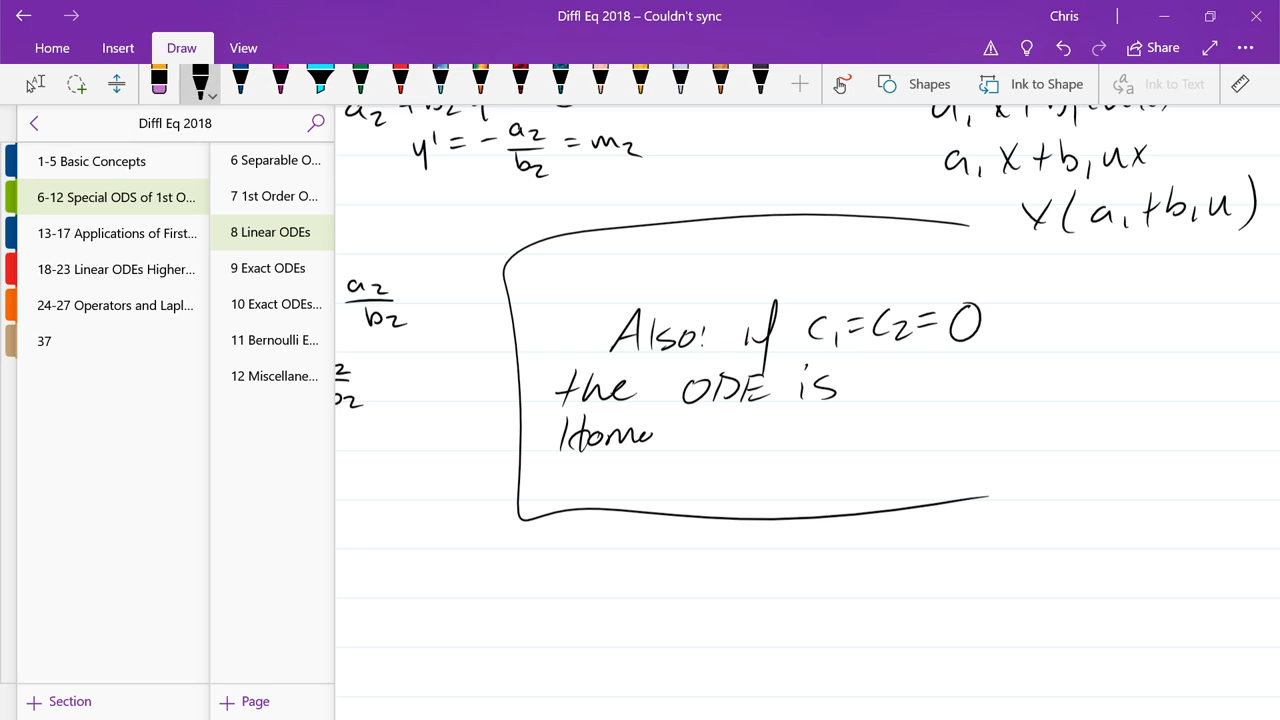 Diffl Eq 2018 – Couldn't sync
Chris
Home Insert Draw View
Share
Shapes
Ink to Shape
Ink to Text
Diffl Eq 2018
1-5 Basic Concepts
6-12 Special ODS of 1st O...
13-17 Applications of First...
18-23 Linear ODEs Higher...
24-27 Operators and Lapl...
37
6 Separable O...
7 1st Order O...
8 Linear ODEs
9 Exact ODEs
10 Exact ODEs...
11 Bernoulli E...
12 Miscellane...
+ Section
+ Page
y' = - a₂/b₂ = m₂
a₁ x + b₁ ux
x(a₁+b₁u)
a₂/b₂
Also! if c₁=c₂=0
the ODE is
Homo